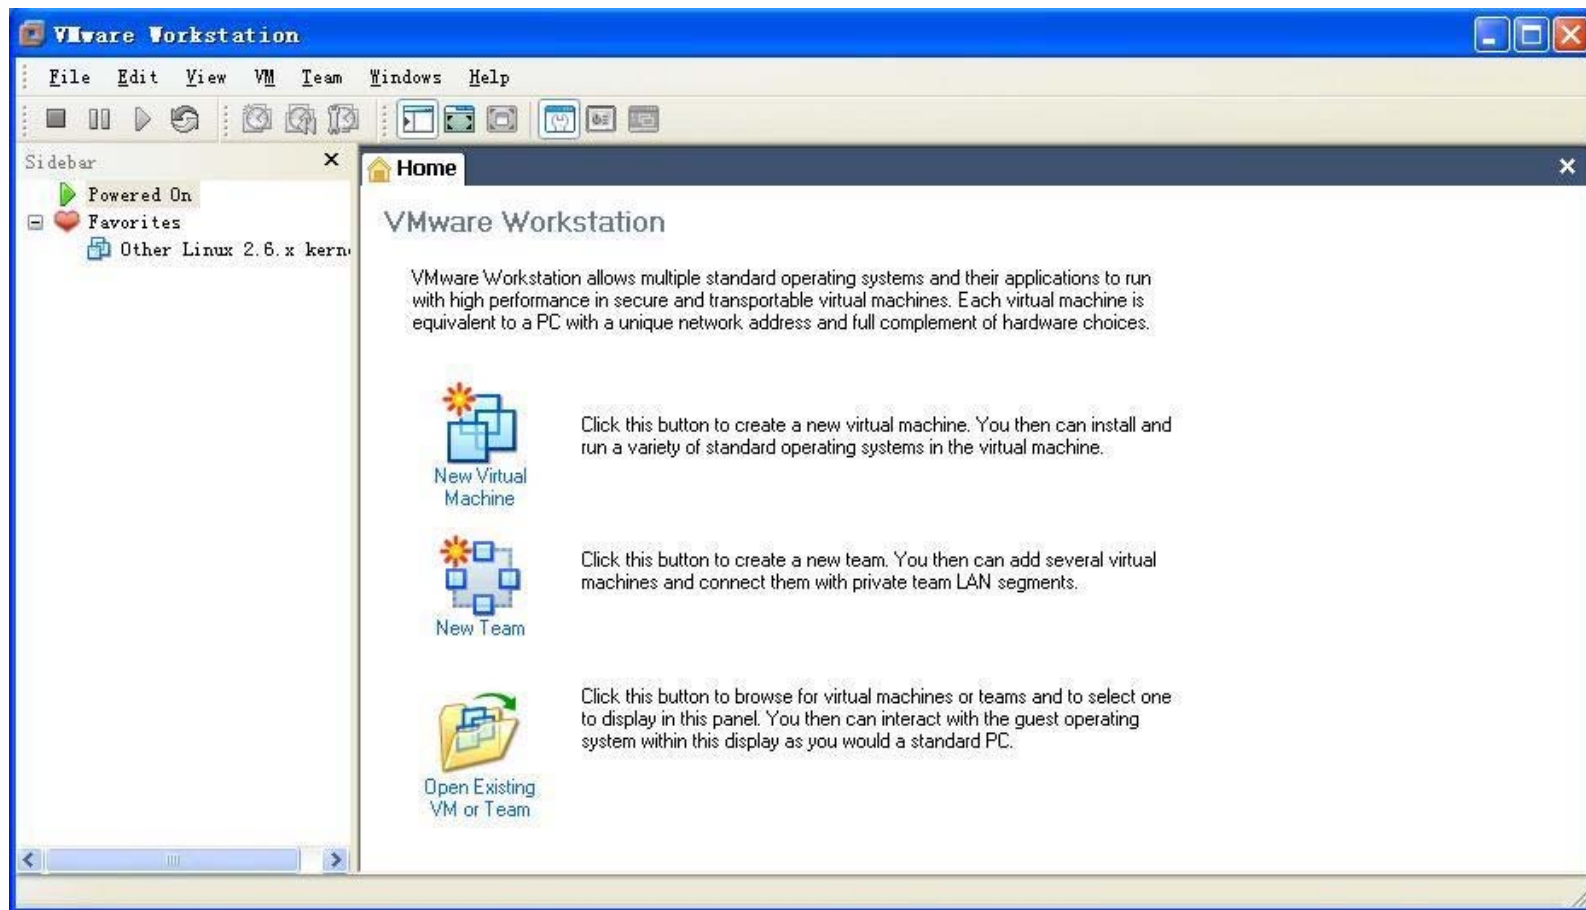 VMware Workstation
File Edit View VM Team Windows Help
Sidebar
Powered On
Favorites
Other Linux 2.6.x kern
Home
VMware Workstation
VMware Workstation allows multiple standard operating systems and their applications to run
with high performance in secure and transportable virtual machines. Each virtual machine is
equivalent to a PC with a unique network address and full complement of hardware choices.
New Virtual
Machine
Click this button to create a new virtual machine. You then can install and
run a variety of standard operating systems in the virtual machine.
New Team
Click this button to create a new team. You then can add several virtual
machines and connect them with private team LAN segments.
Open Existing
VM or Team
Click this button to browse for virtual machines or teams and to select one
to display in this panel. You then can interact with the guest operating
system within this display as you would a standard PC.